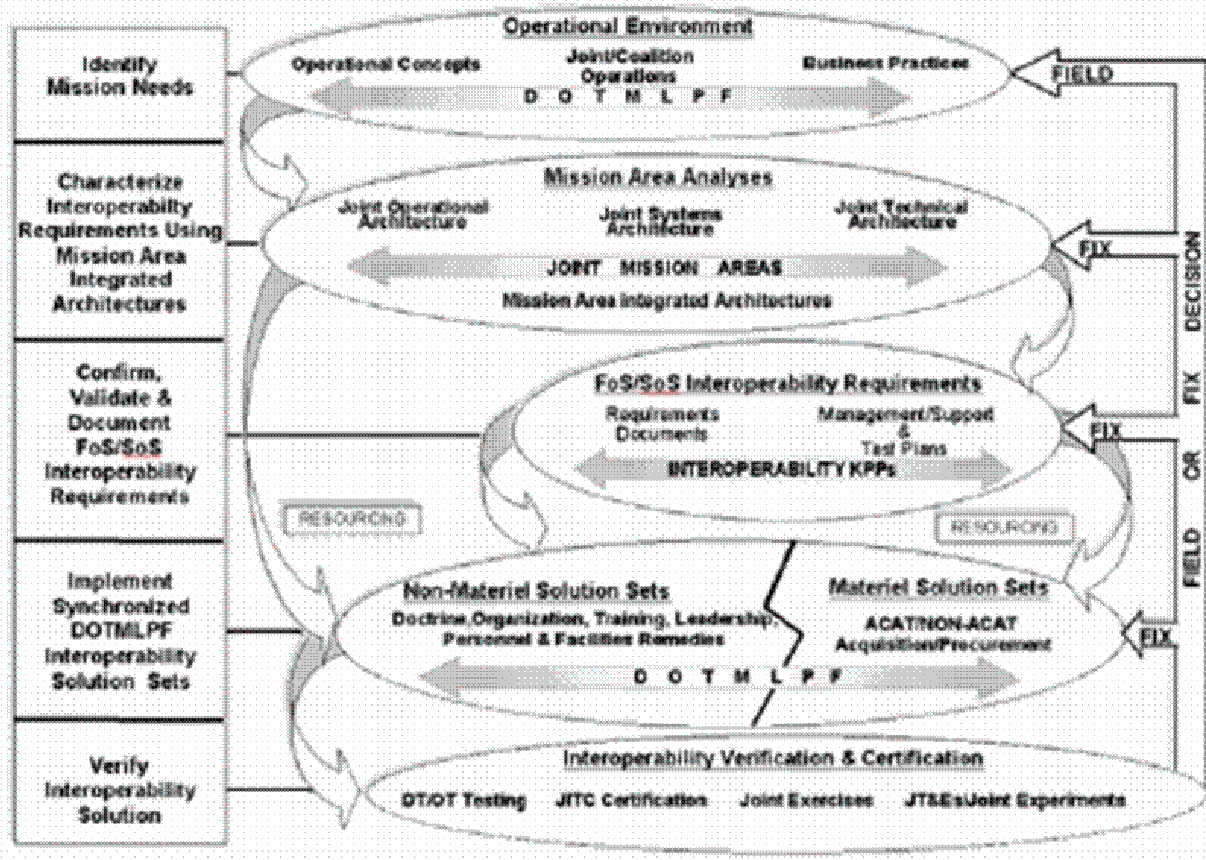 Identify
Mission Needs
Characterize
Interoperabilty
Requirements Using
Mission Area
Integrated
Architectures
Confirm,
Validate &
Document
FoS/SoS
Interoperability
Requirements
Implement
Synchronized
DOTMLPF
Interoperability
Solution Sets
Verify
Interoperability
Solution
Operational Environment
Operational Concepts
Joint/Coalition
Operations
Business Practices
D O T M L P F
Mission Area Analyses
Joint Operational
Architecture
Joint Systems
Architecture
Joint Technical
Architecture
JOINT MISSION AREAS
Mission Area Integrated Architectures
FoS/SoS Interoperability Requirements
Requirements
Documents
Management/Support
&
Test Plans
INTEROPERABILITY KPPs
RESOURCING
RESOURCING
Non-Materiel Solution Sets
Doctrine,Organization, Training, Leadership,
Personnel & Facilities Remedies
Materiel Solution Sets
ACAT/NON-ACAT
Acquisition/Procurement
D O T M L P F
Interoperability Verification & Certification
DT/OT Testing
JITC Certification
Joint Exercises
JT&Es/Joint Experiments
FIELD
FIX
FIX
FIX
FIELD OR FIX DECISION